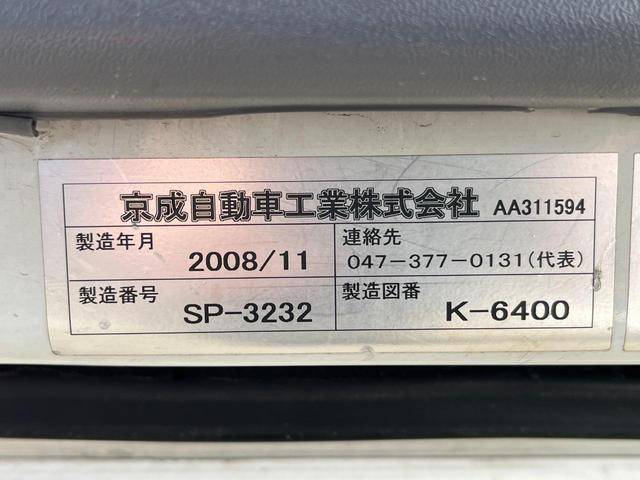 京成自動車工業株式会社 AA311594
製造年月 2008/11
連絡先 047-377-0131(代表)
製造番号 SP-3232
製造図番 K-6400